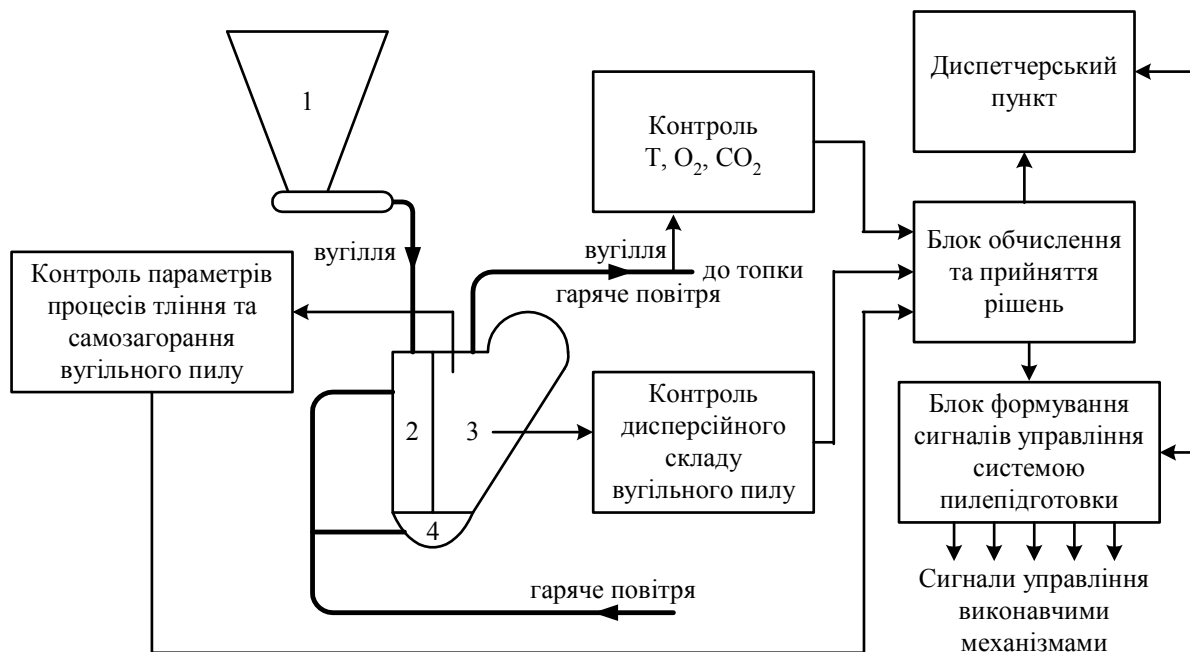 1
Диспетчерський
пункт
Контроль
T, O₂, CO₂
вугілля
вугілля
до топки
гаряче повітря
Блок обчислення
та прийняття
рішень
Контроль параметрів
процесів тління та
самозагорання
вугільного пилу
2
3
4
Контроль
дисперсійного
складу
вугільного пилу
Блок формування
сигналів управління
системою
пилепідготовки
гаряче повітря
Сигнали управління
виконавчими
механізмами